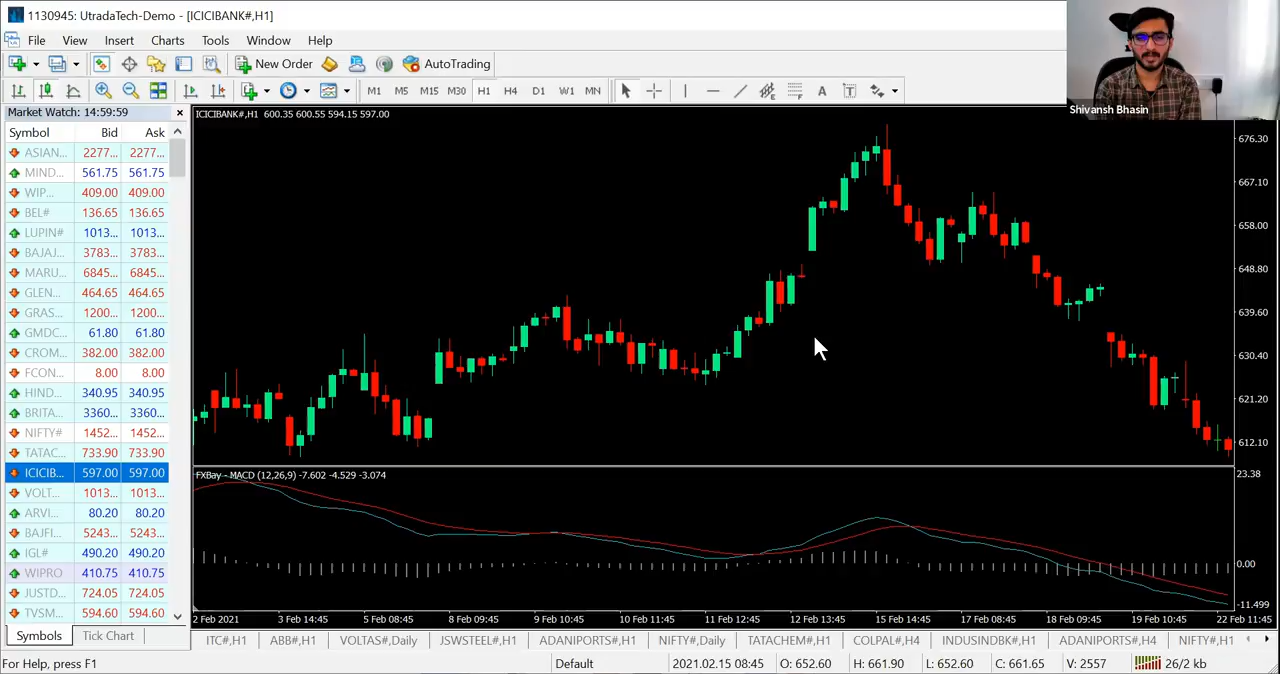 1130945: UtradaTech-Demo - [ICICIBANK#,H1]
File View Insert Charts Tools Window Help
New Order AutoTrading
M1 M5 M15 M30 H1 H4 D1 W1 MN A T
Shivansh Bhasin
Market Watch: 14:59:59
Symbol Bid Ask
ASIAN... 2277... 2277...
MIND... 561.75 561.75
WIP... 409.00 409.00
BEL# 136.65 136.65
LUPIN# 1013... 1013...
BAJAJ... 3783... 3783...
MARU... 6845... 6845...
GLEN... 464.65 464.65
GRAS... 1200... 1200...
GMDC... 61.80 61.80
CROM... 382.00 382.00
FCON... 8.00 8.00
HIND... 340.95 340.95
BRITA... 3360... 3360...
NIFTY# 1452... 1452...
TATAC... 733.90 733.90
ICICIB... 597.00 597.00
VOLT... 1013... 1013...
ARVI... 80.20 80.20
BAJFI... 5243... 5243...
IGL# 490.20 490.20
WIPRO 410.75 410.75
JUSTD... 724.05 724.05
TVSM... 594.60 594.60
Symbols Tick Chart
ICICIBANK#,H1 600.35 600.55 594.15 597.00
676.30
667.10
658.00
648.80
639.60
630.40
621.20
612.10
FXBay - MACD (12,26,9) -7.602 -4.529 -3.074
23.38
0.00
-11.499
2 Feb 2021 3 Feb 14:45 5 Feb 12:45 8 Feb 09:45 9 Feb 10:45 10 Feb 11:45 11 Feb 12:45 12 Feb 13:45 15 Feb 14:45 17 Feb 08:45 18 Feb 09:45 19 Feb 10:45 22 Feb 11:45
ITC#,H1 ABB#,H1 VOLTAS#,Daily JSWSTEEL#,H1 ADANIPORTS#,H1 NIFTY#,Daily TATACHEM#,H1 COLPAL#,H4 INDUSINDBK#,H1 ADANIPORTS#,H4 NIFTY#,H1
For Help, press F1 Default 2021.02.15 08:45 O: 652.60 H: 661.90 L: 652.60 C: 661.65 V: 2557 26/2 kb